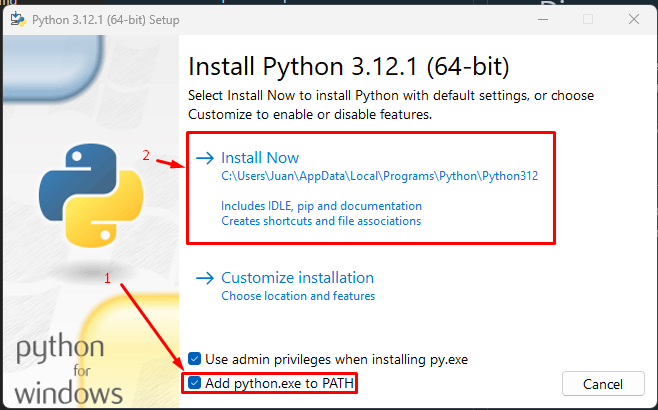 Python 3.12.1 (64-bit) Setup
Install Python 3.12.1 (64-bit)
Select Install Now to install Python with default settings, or choose
Customize to enable or disable features.
2
Install Now
C:\Users\Juan\AppData\Local\Programs\Python\Python312
Includes IDLE, pip and documentation
Creates shortcuts and file associations
1
Customize installation
Choose location and features
python
for
windows
Use admin privileges when installing py.exe
Add python.exe to PATH
Cancel